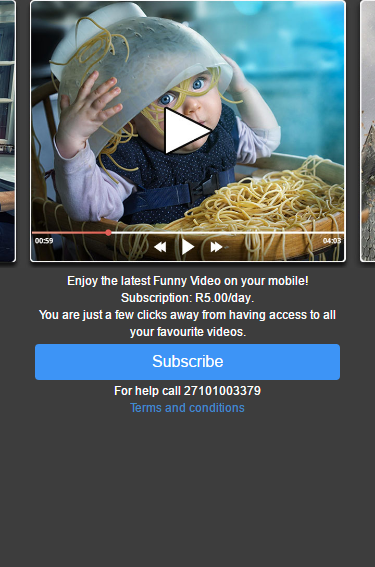 00:59
04:03
Enjoy the latest Funny Video on your mobile!
Subscription: R5.00/day.
You are just a few clicks away from having access to all
your favourite videos.
Subscribe
For help call 27101003379
Terms and conditions